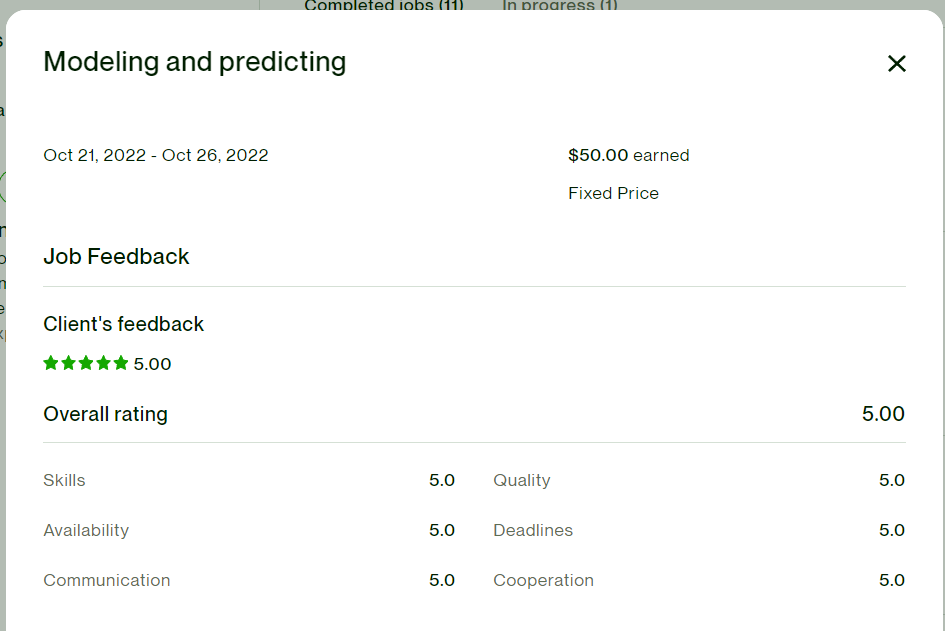 Completed jobs (11) In progress (1)
Modeling and predicting
Oct 21, 2022 - Oct 26, 2022
$50.00 earned
Fixed Price
Job Feedback
Client's feedback
5.00
Overall rating 5.00
Skills 5.0 Quality 5.0
Availability 5.0 Deadlines 5.0
Communication 5.0 Cooperation 5.0